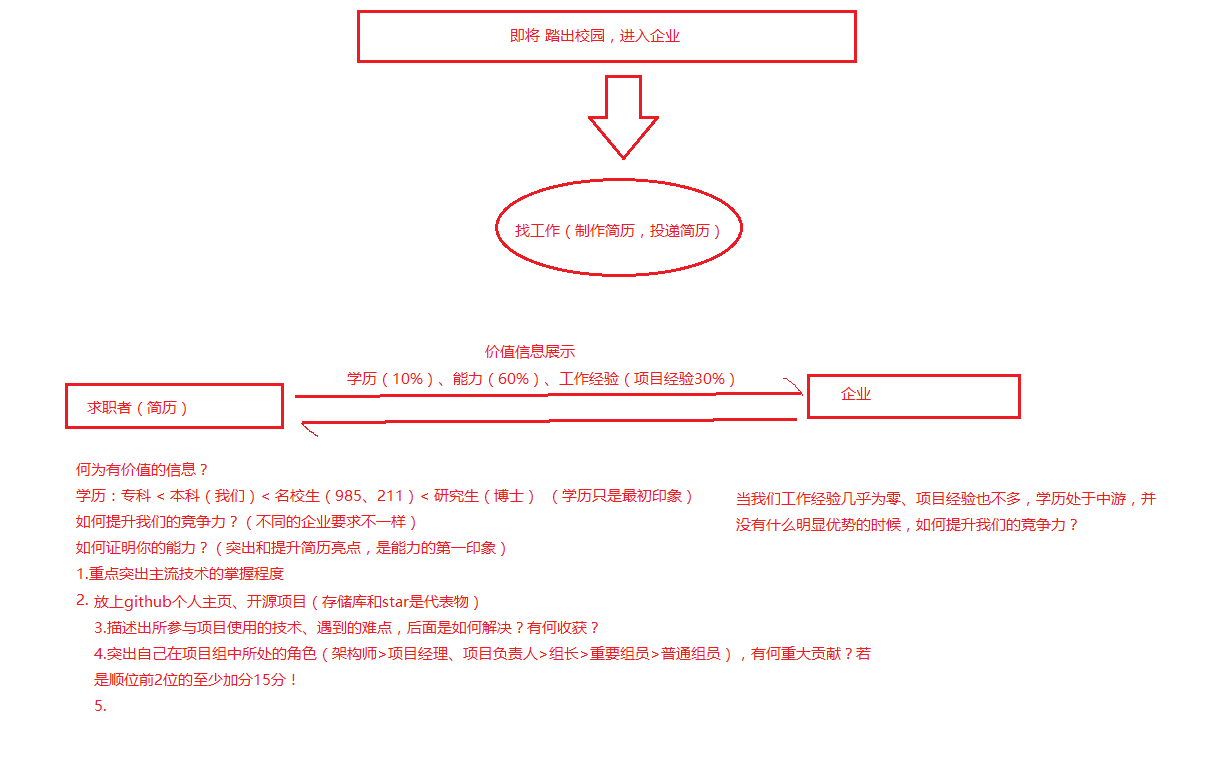 即将 踏出校园，进入企业
找工作（制作简历，投递简历）
价值信息展示
学历（10%）、能力（60%）、工作经验（项目经验30%）
求职者（简历）
企业
何为有价值的信息？
学历：专科 < 本科（我们）< 名校生（985、211）< 研究生（博士） （学历只是最初印象）
如何提升我们的竞争力？（不同的企业要求不一样）
如何证明你的能力？（突出和提升简历亮点，是能力的第一印象）
1.重点突出主流技术的掌握程度
2. 放上github个人主页、开源项目（存储库和star是代表物）
3.描述出所参与项目使用的技术、遇到的难点，后面是如何解决？有何收获？
4.突出自己在项目组中所处的角色（架构师>项目经理、项目负责人>组长>重要组员>普通组员），有何重大贡献？若
是顺位前2位的至少加分15分！
5.
当我们工作经验几乎为零、项目经验也不多，学历处于中游，并
没有什么明显优势的时候，如何提升我们的竞争力？